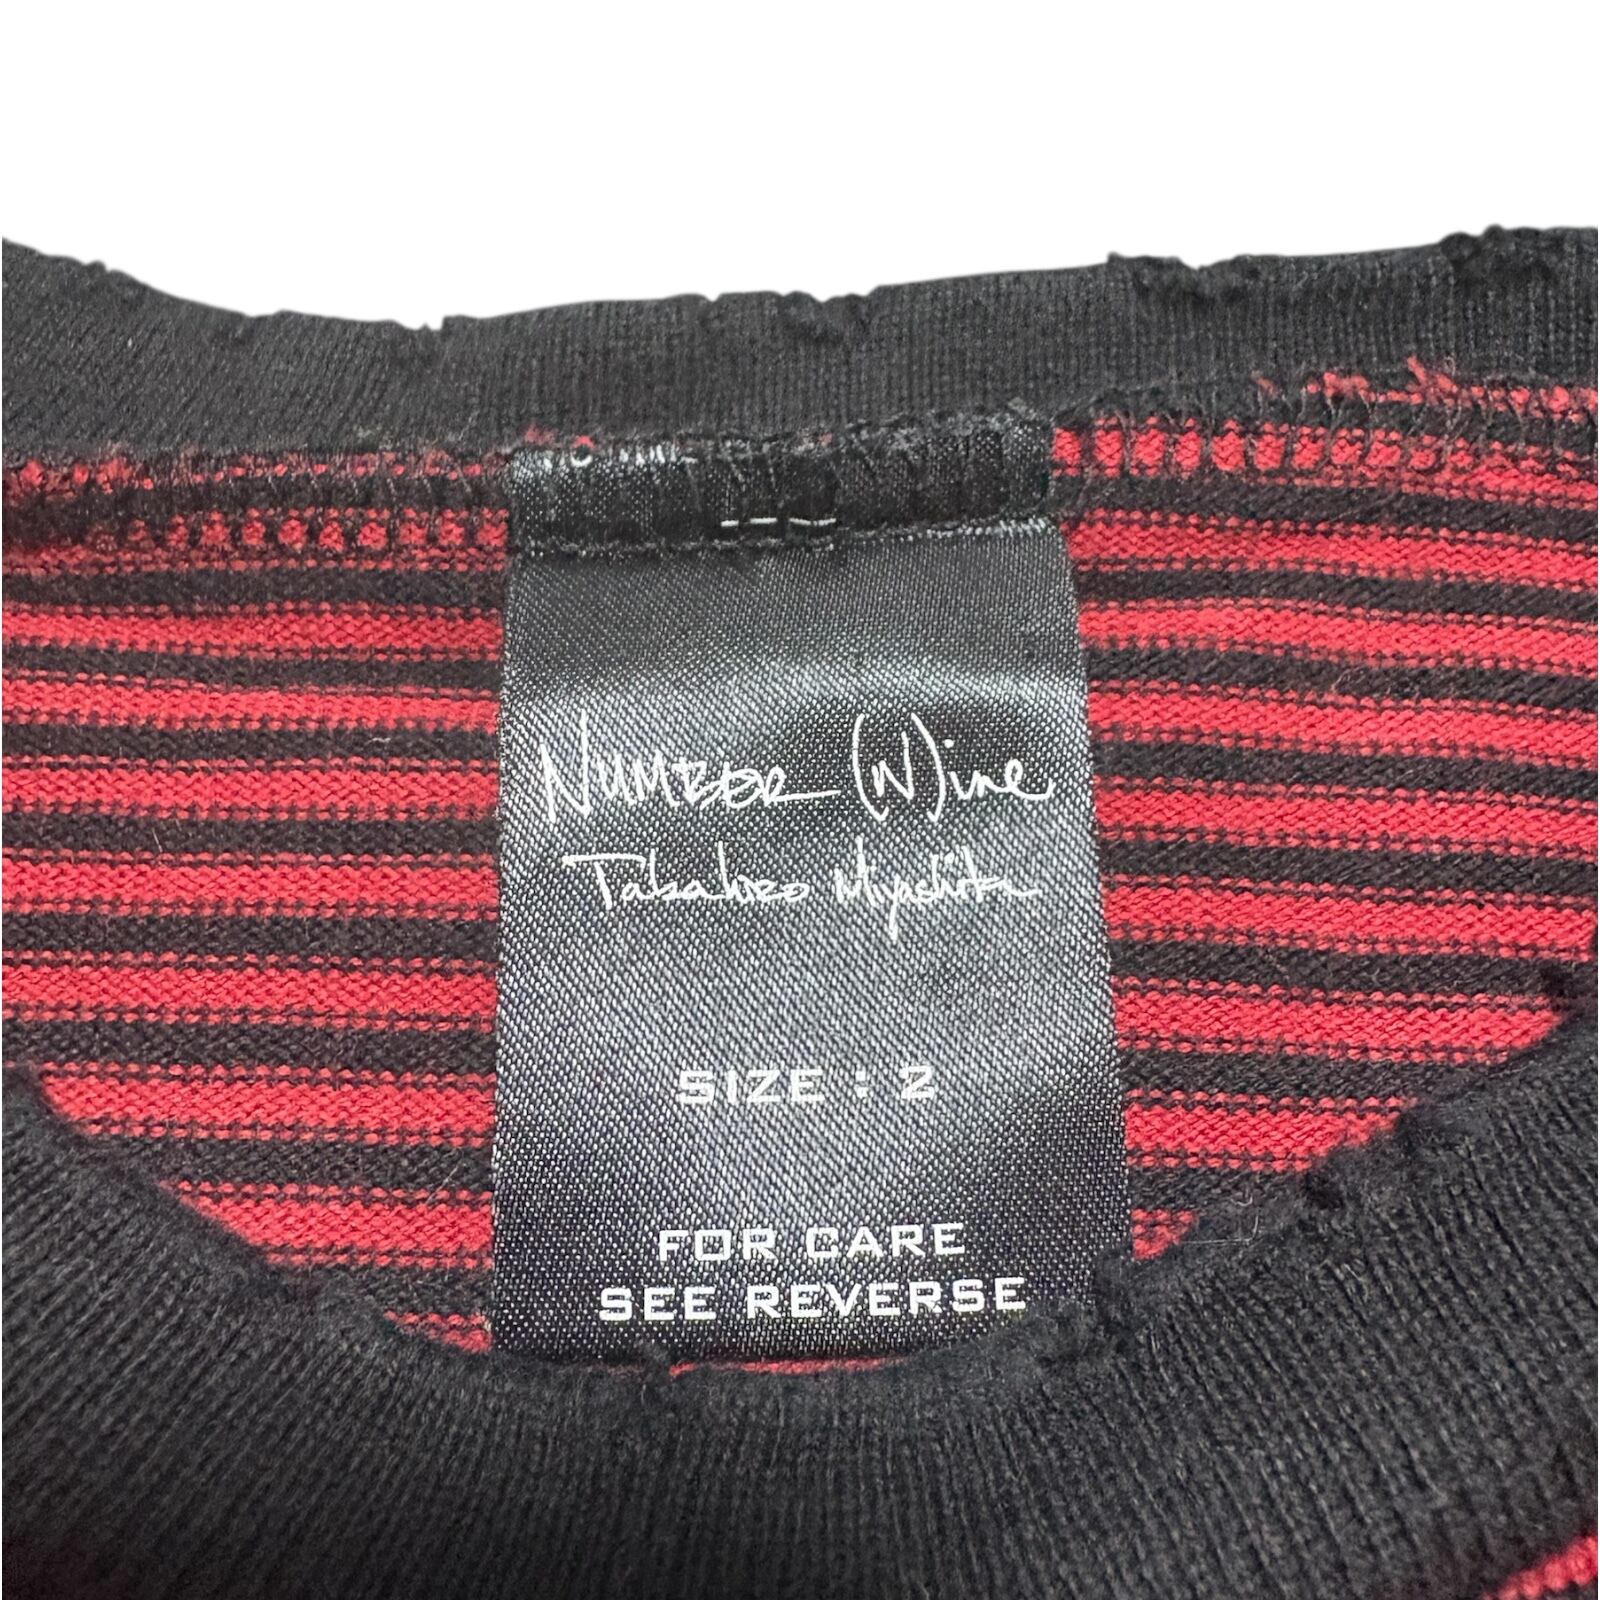 NUMBER (N)ine
Takahiro Miyashita
SIZE : 2
FOR CARE
SEE REVERSE